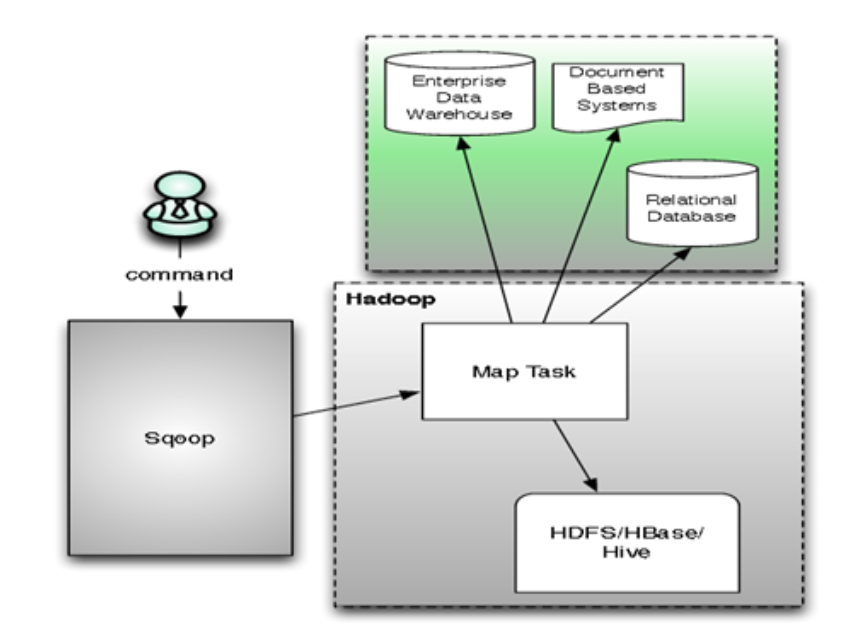 Enterprise
Data
Warehouse
Document
Based
Systems
Relational
Database
command
Hadoop
Map Task
Sqoop
HDFS/HBase/
Hive